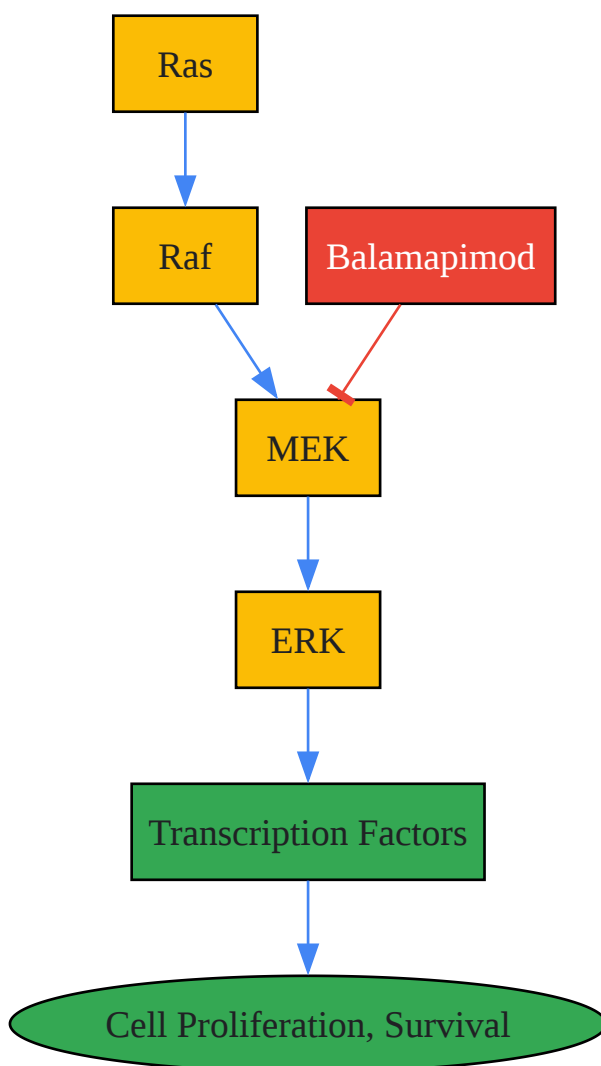 Ras
Raf
Balamapimod
MEK
ERK
Transcription Factors
Cell Proliferation, Survival